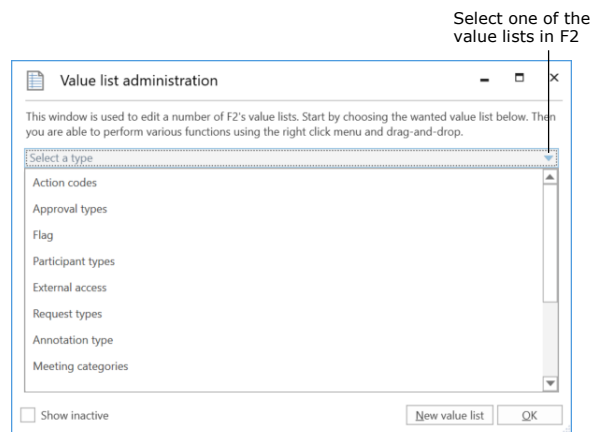 Select one of the
value lists in F2
Value list administration
This window is used to edit a number of F2's value lists. Start by choosing the wanted value list below. Then
you are able to perform various functions using the right click menu and drag-and-drop.
Select a type
Action codes
Approval types
Flag
Participant types
External access
Request types
Annotation type
Meeting categories
Show inactive
New value list
OK